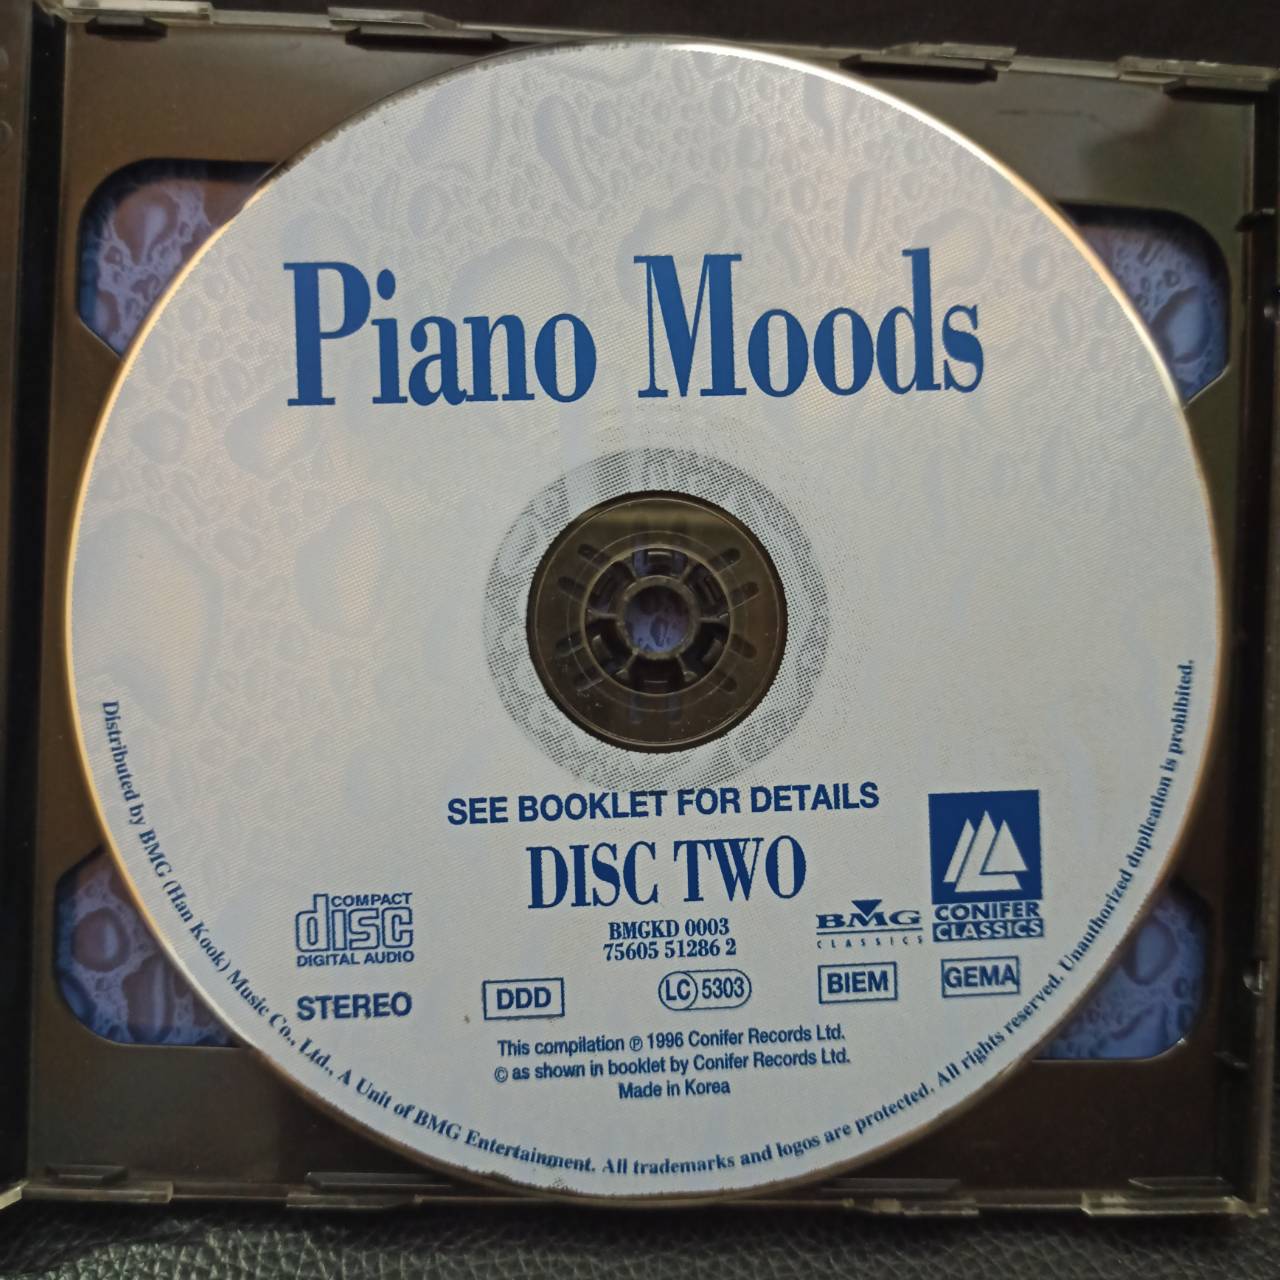 Piano Moods
SEE BOOKLET FOR DETAILS
DISC TWO
BMGKD 0003
75605 51286 2
COMPACT
disc
DIGITAL AUDIO
STEREO
DDD
LC 5303
BMG
CLASSICS
CONIFER
CLASSICS
BIEM
GEMA
This compilation ℗ 1996 Conifer Records Ltd.
© as shown in booklet by Conifer Records Ltd.
Made in Korea
Distributed by BMG (Han Kook) Music Co., Ltd., A Unit of BMG Entertainment. All trademarks and logos are protected. All rights reserved. Unauthorized duplication is prohibited.